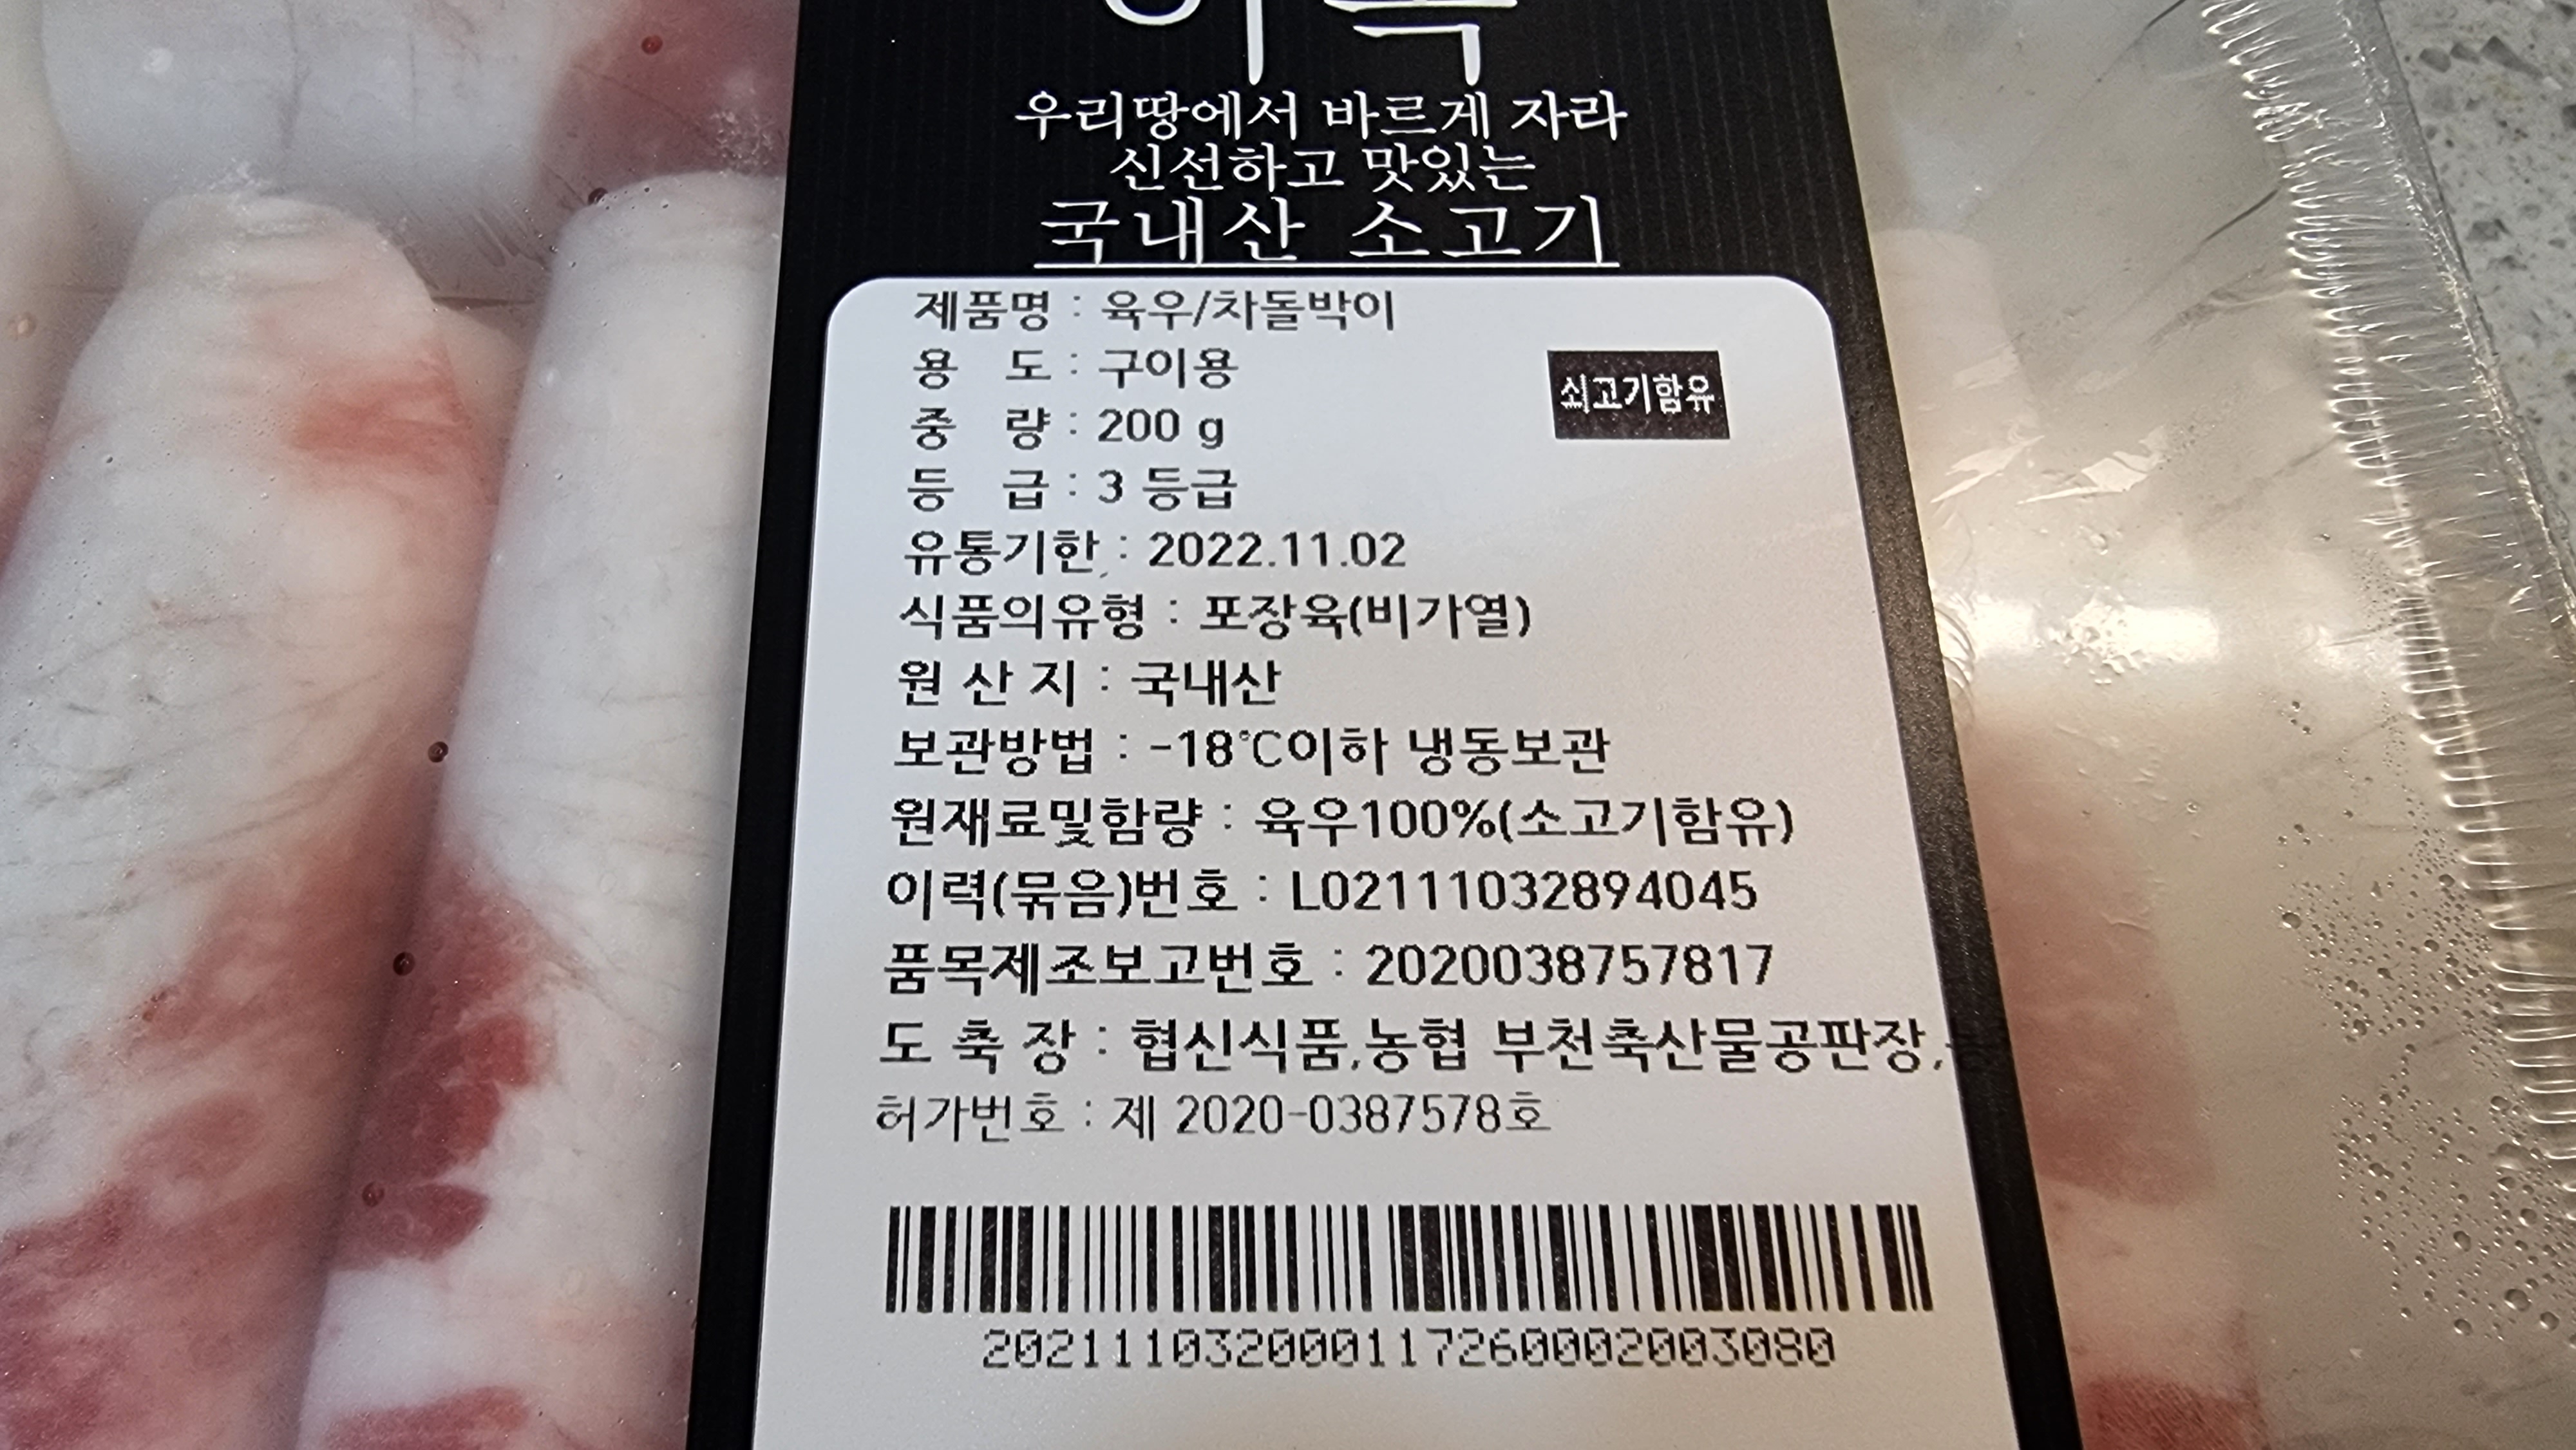 우리땅에서 바르게 자라
신선하고 맛있는
국내산 소고기
제품명 : 육우/차돌박이
용 도 : 구이용
쇠고기함유
중 량 : 200 g
등 급 : 3 등급
유통기한 : 2022.11.02
식품의유형 : 포장육(비가열)
원 산 지 : 국내산
보관방법 : -18℃이하 냉동보관
원재료및함량 : 육우100%(소고기함유)
이력(묶음)번호 : L02111032894045
품목제조보고번호 : 2020038757817
도 축 장 : 협신식품,농협 부천축산물공판장,
허가번호 : 제 2020-0387578호
2021110320001172600020030​80